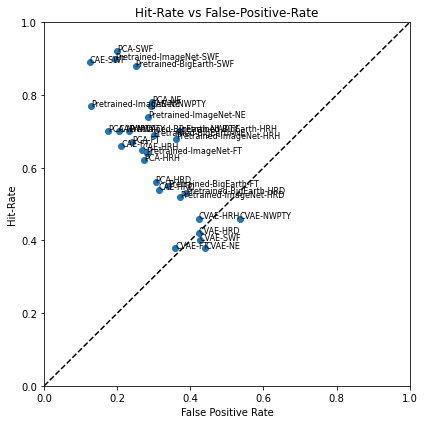 Hit-Rate vs False-Positive-Rate
1.0
PCA-SWF
CAE-SWF
Pretrained-ImageNet-SWF
Pretrained-BigEarth-SWF
0.8
PCA-NE
Pretrained-ImageNet-NE
PCA-HRH
PCA-HRD
Pretrained-BigEarth-FT
Pretrained-BigEarth-HRD
Pretrained-ImageNet-HRD
Pretrained-ImageNet-HRH
Pretrained-ImageNet-FT
0.6
Hit-Rate
CVAE-HRH
CVAE-NWPTY
CVAE-HRD
CVAE-SWF
CVAE-FT
CVAE-NE
0.4
0.2
0.0
0.0 0.2 0.4 0.6 0.8 1.0
False Positive Rate